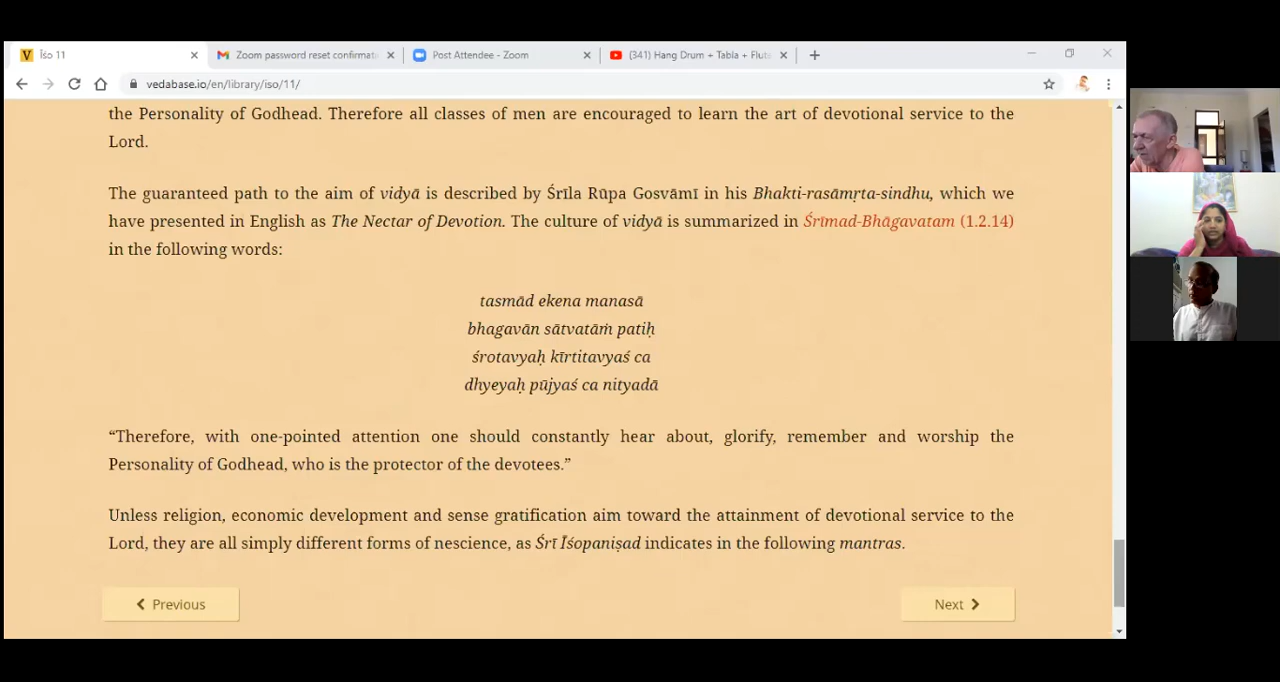 Īśo 11
Zoom password reset confirmat
Post Attendee - Zoom
(341) Hang Drum + Tabla + Flut
vedabase.io/en/library/iso/11/
the Personality of Godhead. Therefore all classes of men are encouraged to learn the art of devotional service to the
Lord.
The guaranteed path to the aim of vidyā is described by Śrīla Rūpa Gosvāmī in his Bhakti-rasāmṛta-sindhu, which we
have presented in English as The Nectar of Devotion. The culture of vidyā is summarized in Śrīmad-Bhāgavatam (1.2.14)
in the following words:
tasmād ekena manasā
bhagavān sātvatāṁ patiḥ
śrotavyaḥ kīrtitavyaś ca
dhyeyaḥ pūjyaś ca nityadā
“Therefore, with one-pointed attention one should constantly hear about, glorify, remember and worship the
Personality of Godhead, who is the protector of the devotees.”
Unless religion, economic development and sense gratification aim toward the attainment of devotional service to the
Lord, they are all simply different forms of nescience, as Śrī Īśopaniṣad indicates in the following mantras.
Previous
Next